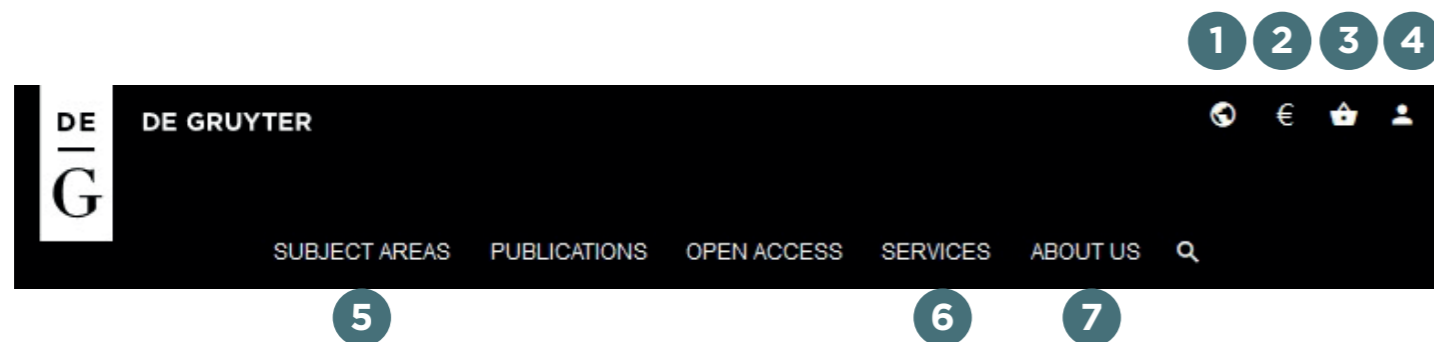 1 2 3 4
DE
G
DE GRUYTER
€
SUBJECT AREAS PUBLICATIONS OPEN ACCESS SERVICES ABOUT US
5 6 7